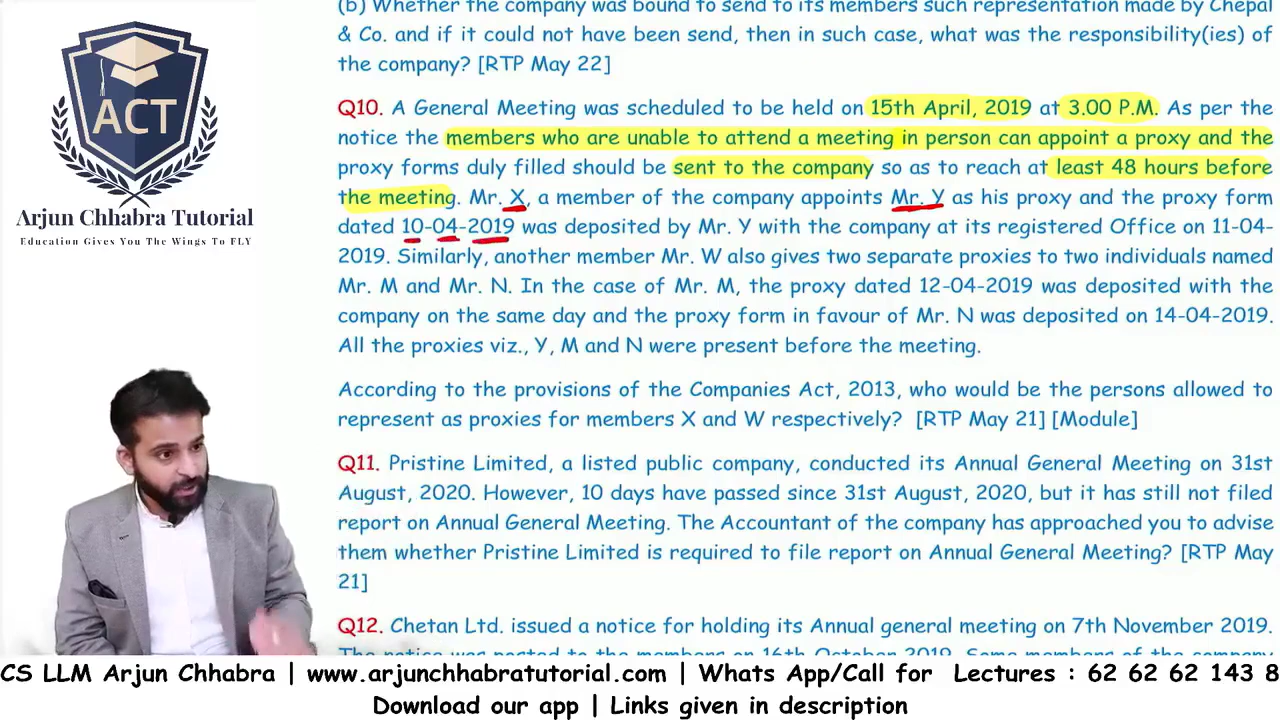 (b) Whether the company was bound to send to its members such representation made by Chepal
& Co. and if it could not have been send, then in such case, what was the responsibility(ies) of
the company? [RTP May 22]
ACT
Arjun Chhabra Tutorial
Education Gives You The Wings To FLY
Q10. A General Meeting was scheduled to be held on 15th April, 2019 at 3.00 P.M. As per the
notice the members who are unable to attend a meeting in person can appoint a proxy and the
proxy forms duly filled should be sent to the company so as to reach at least 48 hours before
the meeting. Mr. X, a member of the company appoints Mr. Y as his proxy and the proxy form
dated 10-04-2019 was deposited by Mr. Y with the company at its registered Office on 11-04-
2019. Similarly, another member Mr. W also gives two separate proxies to two individuals named
Mr. M and Mr. N. In the case of Mr. M, the proxy dated 12-04-2019 was deposited with the
company on the same day and the proxy form in favour of Mr. N was deposited on 14-04-2019.
All the proxies viz., Y, M and N were present before the meeting.
According to the provisions of the Companies Act, 2013, who would be the persons allowed to
represent as proxies for members X and W respectively? [RTP May 21] [Module]
Q11. Pristine Limited, a listed public company, conducted its Annual General Meeting on 31st
August, 2020. However, 10 days have passed since 31st August, 2020, but it has still not filed
report on Annual General Meeting. The Accountant of the company has approached you to advise
them whether Pristine Limited is required to file report on Annual General Meeting? [RTP May
21]
Q12. Chetan Ltd. issued a notice for holding its Annual general meeting on 7th November 2019.
The notice was posted to the members on 16th October 2019. Some members of the company
CS LLM Arjun Chhabra | www.arjunchhabratutorial.com | Whats App/Call for Lectures : 62 62 62 143 8
Download our app | Links given in description